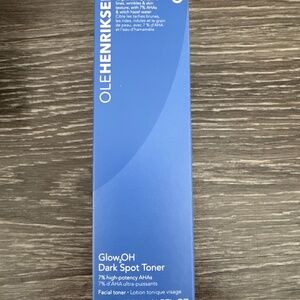 OLEHENRIKSE
lines, wrinkles & skin
texture, with 7% AHAs
& witch hazel water
Cible les taches brunes,
les rides, ridules et le grain
de peau, avec 7 % d'AHA
et l'eau d'hamamélis
Glow2OH
Dark Spot Toner
7% high-potency AHAs
7% d'AHA ultra-puissants
Facial toner • Lotion tonique visage